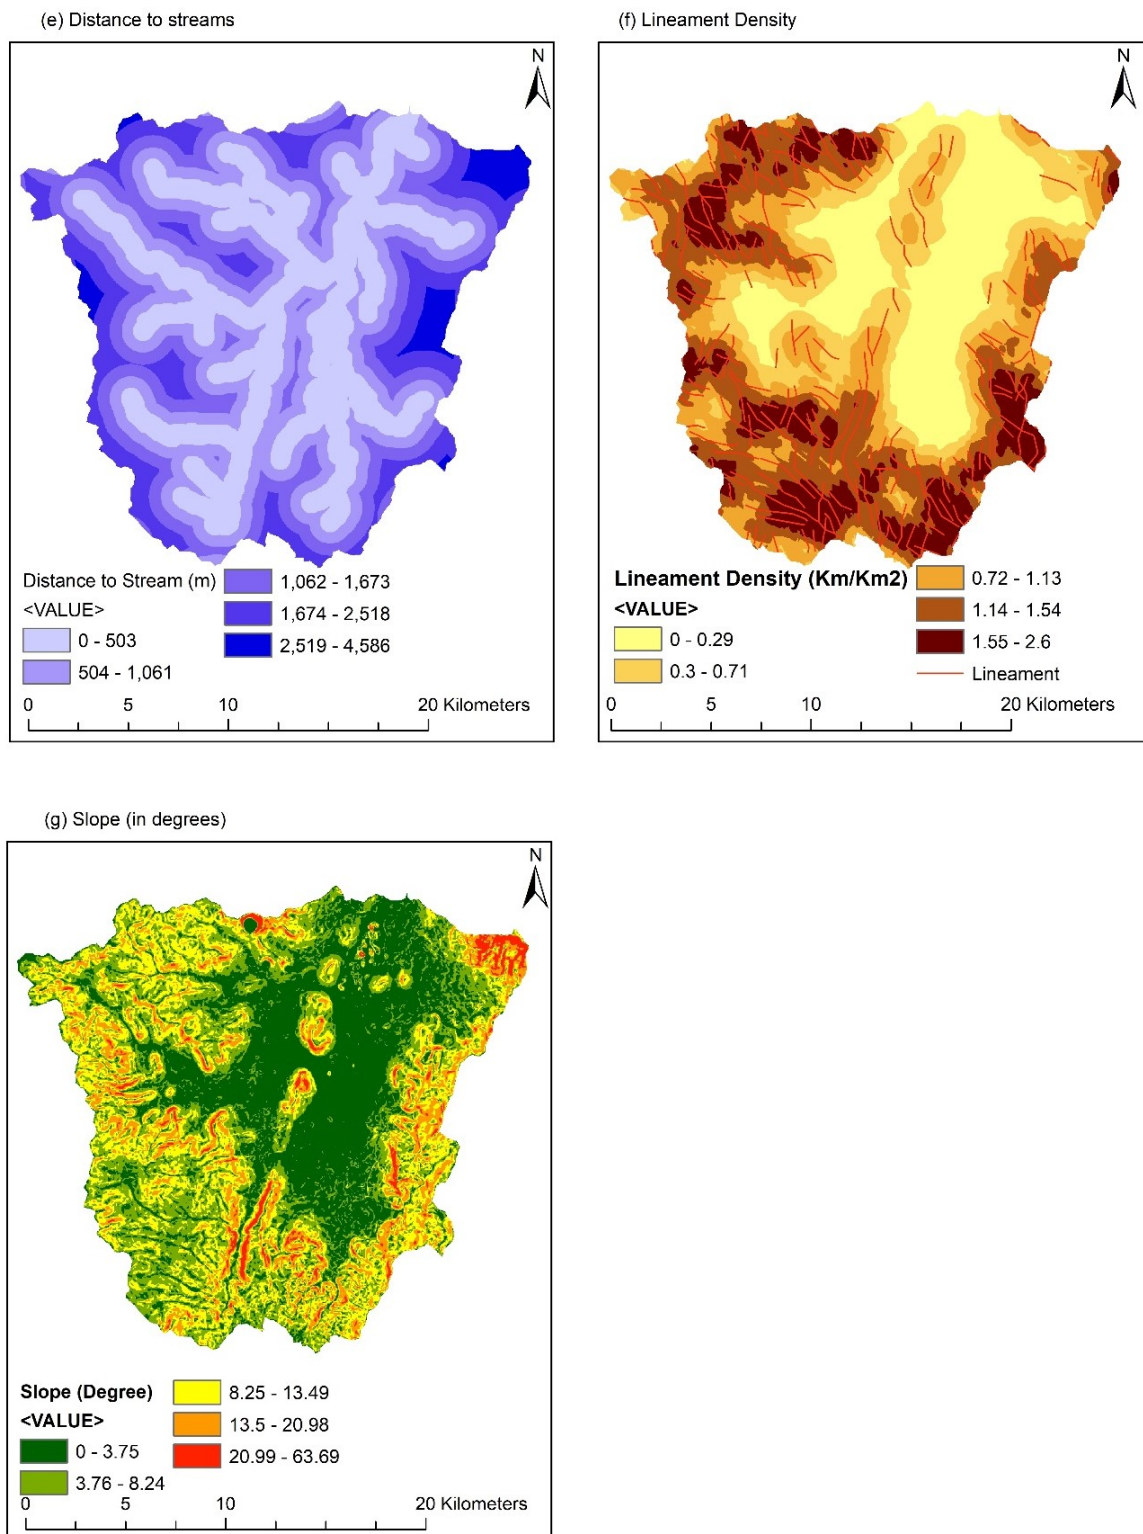 (e) Distance to streams
N
Distance to Stream (m)
<VALUE>
0 - 503
504 - 1,061
1,062 - 1,673
1,674 - 2,518
2,519 - 4,586
0 5 10 20 Kilometers
(f) Lineament Density
N
Lineament Density (Km/Km2)
<VALUE>
0 - 0.29
0.3 - 0.71
0.72 - 1.13
1.14 - 1.54
1.55 - 2.6
Lineament
0 5 10 20 Kilometers
(g) Slope (in degrees)
N
Slope (Degree)
<VALUE>
0 - 3.75
3.76 - 8.24
8.25 - 13.49
13.5 - 20.98
20.99 - 63.69
0 5 10 20 Kilometers